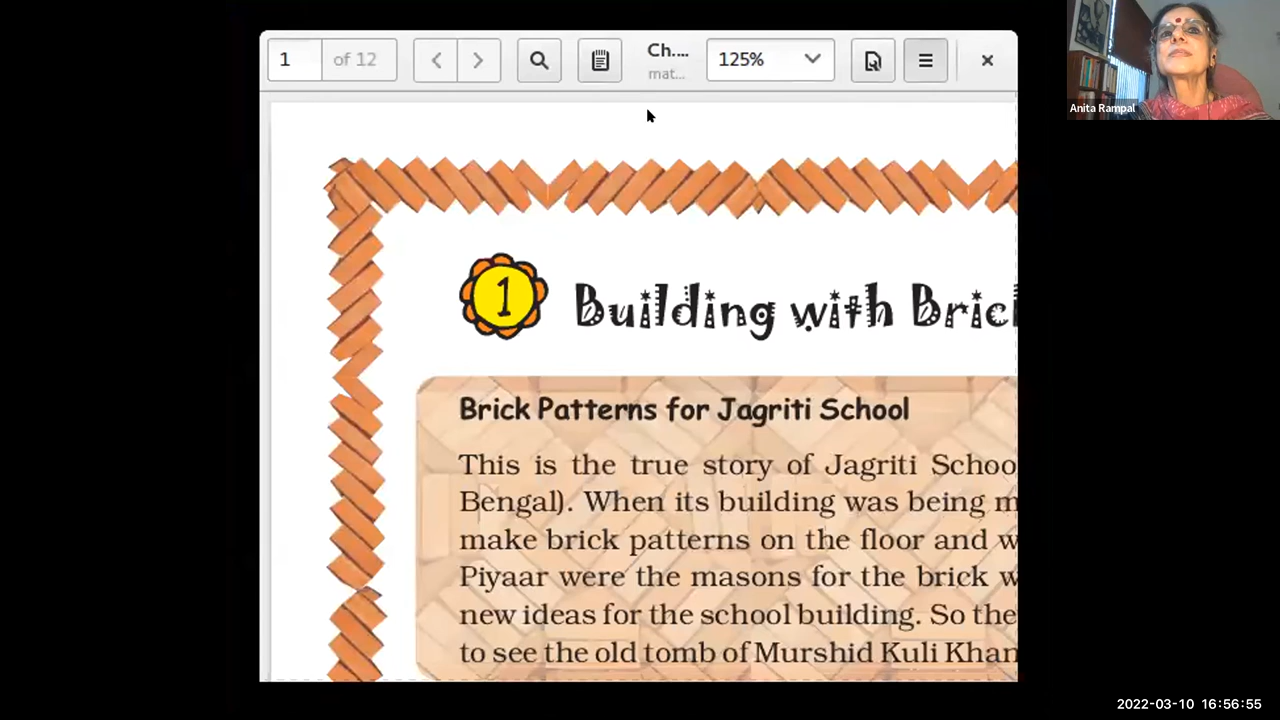 1 of 12 Ch.... 125%
mat...
Anita Rampal
1 Building with Bric
Brick Patterns for Jagriti School
This is the true story of Jagriti Schoo
Bengal). When its building was being m
make brick patterns on the floor and w
Piyaar were the masons for the brick w
new ideas for the school building. So the
to see the old tomb of Murshid Kuli Khan
2022-03-10 16:56:55